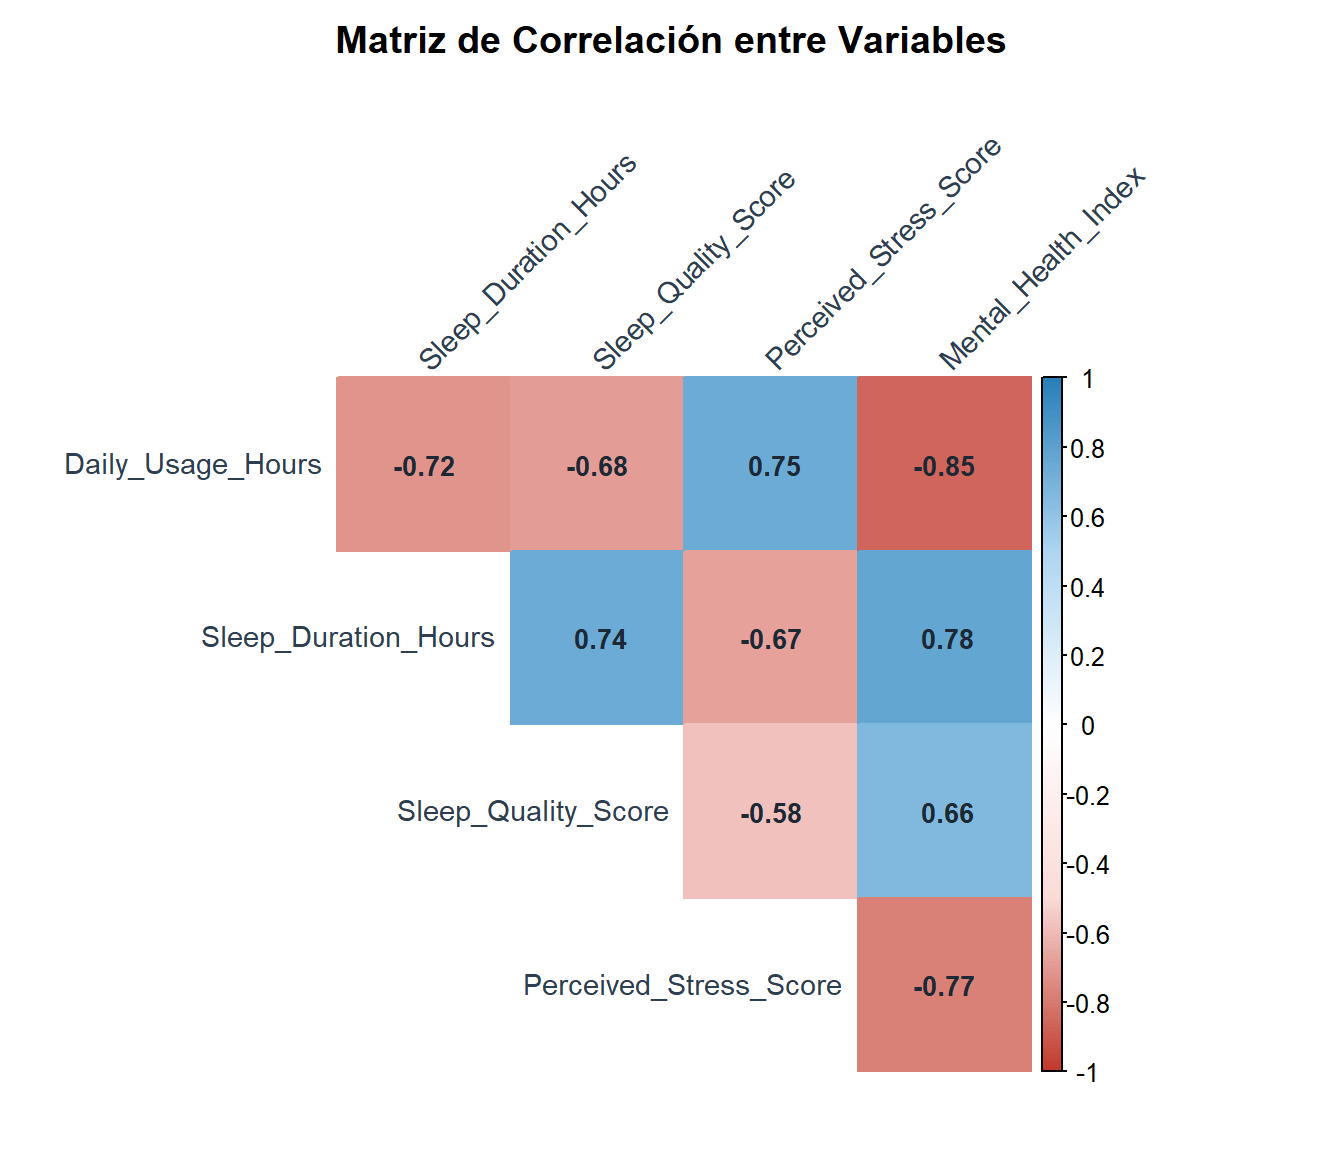 Matriz de Correlación entre Variables
Sleep_Duration_Hours
Sleep_Quality_Score
Perceived_Stress_Score
Mental_Health_Index
Daily_Usage_Hours -0.72 -0.68 0.75 -0.85
Sleep_Duration_Hours 0.74 -0.67 0.78
Sleep_Quality_Score -0.58 0.66
Perceived_Stress_Score -0.77
1
0.8
0.6
0.4
0.2
0
-0.2
-0.4
-0.6
-0.8
-1